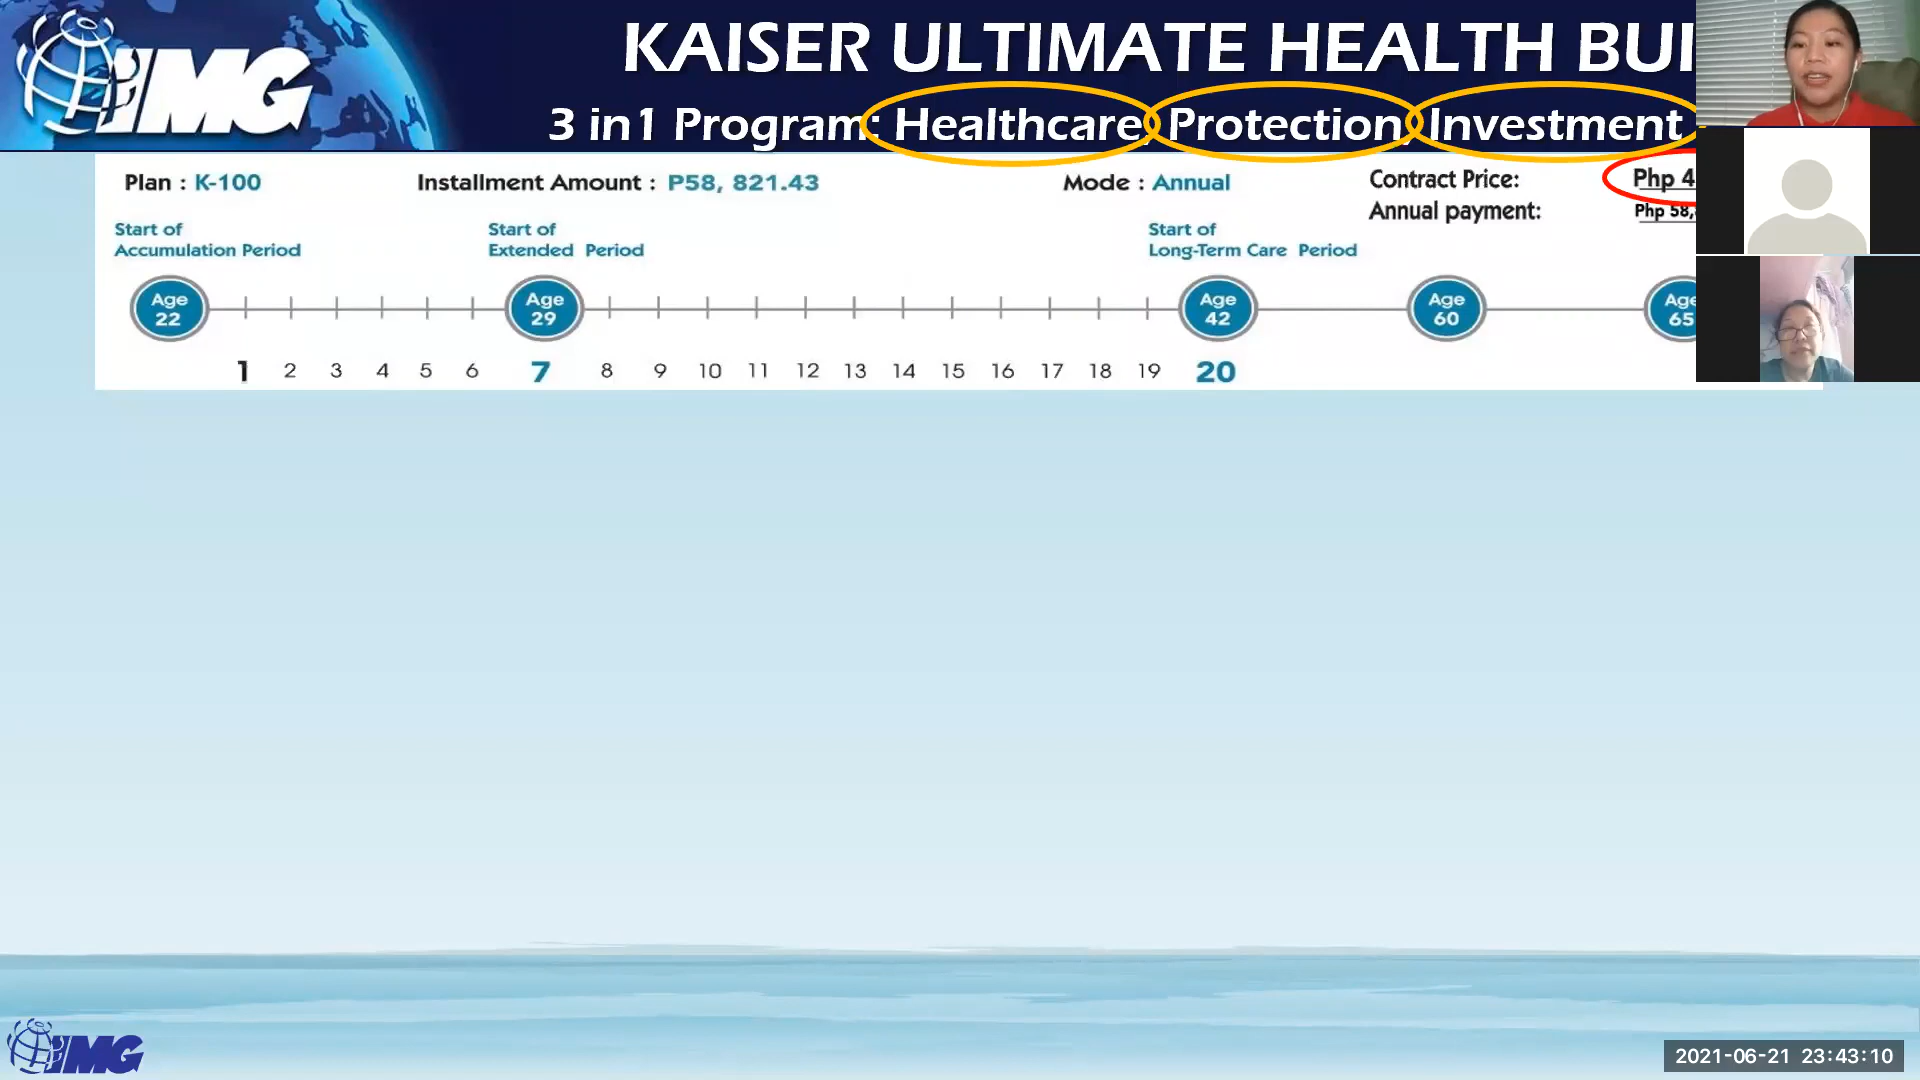 IMG
KAISER ULTIMATE HEALTH BUI
3 in1 Program: Healthcare, Protection, Investment
Plan : K-100
Installment Amount : P58, 821.43
Mode : Annual
Contract Price: Php 4
Annual payment: Php 58,
Start of
Accumulation Period
Start of
Extended Period
Start of
Long-Term Care Period
Age
22
Age
29
Age
42
Age
60
Age
65
1 2 3 4 5 6 7 8 9 10 11 12 13 14 15 16 17 18 19 20
IMG
2021-06-21 23:43:10